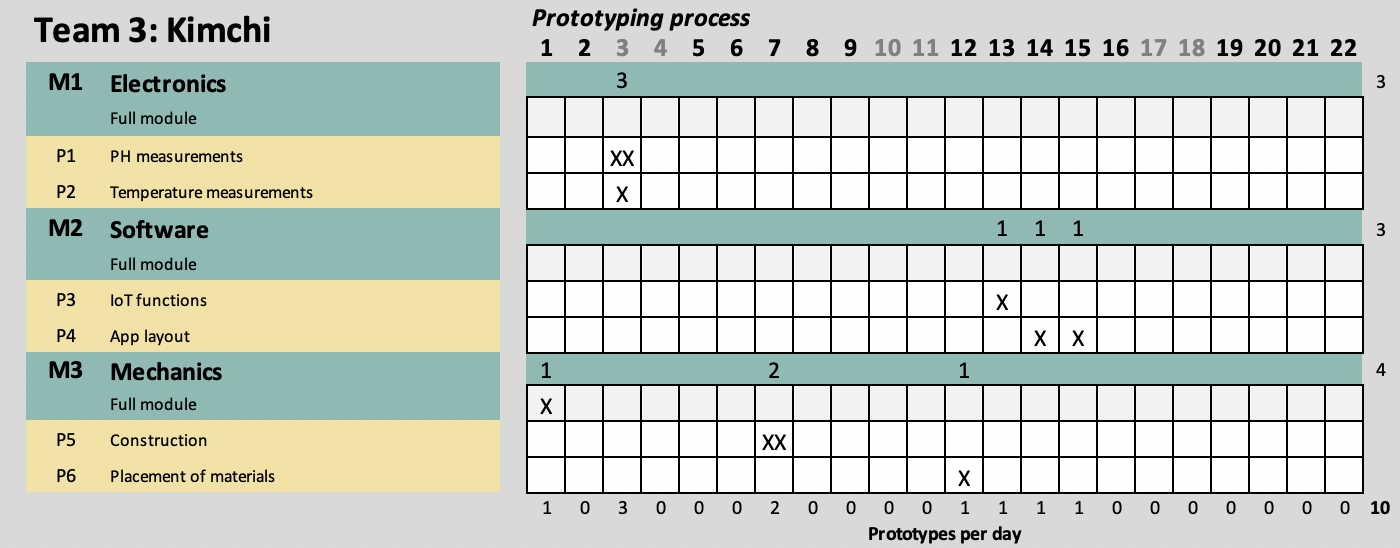 Team 3: Kimchi
Prototyping process
1 2 3 4 5 6 7 8 9 10 11 12 13 14 15 16 17 18 19 20 21 22
M1 Electronics 3 3
Full module
P1 PH measurements XX
P2 Temperature measurements X
M2 Software 1 1 1 3
Full module
P3 IoT functions X
P4 App layout X X
M3 Mechanics 1 2 1 4
Full module X
P5 Construction XX
P6 Placement of materials X
1 0 3 0 0 0 2 0 0 0 0 1 1 1 1 0 0 0 0 0 0 0 10
Prototypes per day